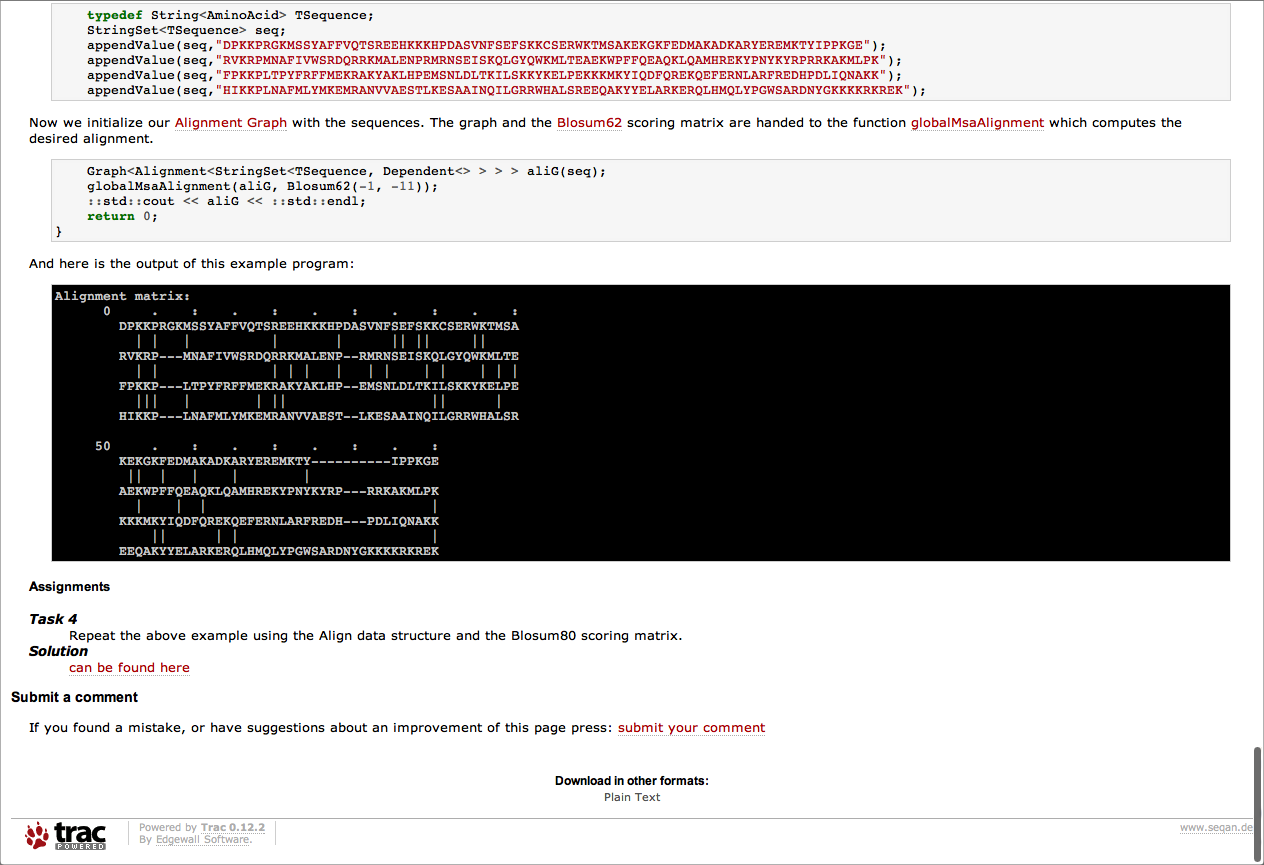 typedef String<AminoAcid> TSequence;
StringSet<TSequence> seq;
appendValue(seq,"DPKKPRGKMSSYAFFVQTSREEHKKKHPDASVNFSEFSKKCSERWKTMSAKEKGKFEDMAKADKARYEREMKTYIPPKGE");
appendValue(seq,"RVKRPMNAFIVWSRDQRRKMALENPRMRNSEISKQLGYQWKMLTEAEKWPFFQEAQKLQAMHREKYPNYKYRPRRKAKMLPK");
appendValue(seq,"FPKKPLTPYFRFFMEKRAKYAKLHPEMSNLDLTKILSKKYKELPEKKKMKYIQDFQREKQEFERNLARFREDHPDLIQNAKK");
appendValue(seq,"HIKKPLNAFMLYMKEMRANVVAESTLKESAAINQILGRRWHALSREEQAKYYELARKERQLHMQLYPGWSARDNYGKKKKRKREK");
Now we initialize our Alignment Graph with the sequences. The graph and the Blosum62 scoring matrix are handed to the function globalMsaAlignment which computes the
desired alignment.
Graph<Alignment<StringSet<TSequence, Dependent<> > > > aliG(seq);
globalMsaAlignment(aliG, Blosum62(-1, -11));
::std::cout << aliG << ::std::endl;
return 0;
}
And here is the output of this example program:
Alignment matrix:
0     .    :    .    :    .    :    .    :    .    :
DPKKPRGKMSSYAFFVQTSREEHKKKHPDASVNFSEFSKKCSERWKTMSA
  | |   |          |       |      || ||     ||
RVKRP---MNAFIVWSRDQRRKMALENP--RMRNSEISKQLGYQWKMLTE
  | |              | | |   |   | |    | |    | | |
FPKKP---LTPYFRFFMEKRAKYAKLHP--EMSNLDLTKILSKKYKELPE
  |||   |        | ||                  ||      |
HIKKP---LNAFMLYMKEMRANVVAEST--LKESAAINQILGRRWHALSR
50     .    :    .    :    .    :    .    :
KEKGKFEDMAKADKARYEREMKTY----------IPPKGE
 ||  |   |    |        |
AEKWPFFQEAQKLQAMHREKYPNYKYRP---RRKAKMLPK
  |    |  |                            |
KKKMKYIQDFQREKQEFERNLARFREDH---PDLIQNAKK
    ||      | |                        |
EEQAKYYELARKERQLHMQLYPGWSARDNYGKKKKRKREK
Assignments
Task 4
Repeat the above example using the Align data structure and the Blosum80 scoring matrix.
Solution
can be found here
Submit a comment
If you found a mistake, or have suggestions about an improvement of this page press: submit your comment
Download in other formats:
Plain Text
trac
POWERED
Powered by Trac 0.12.2
By Edgewall Software.
www.seqan.de